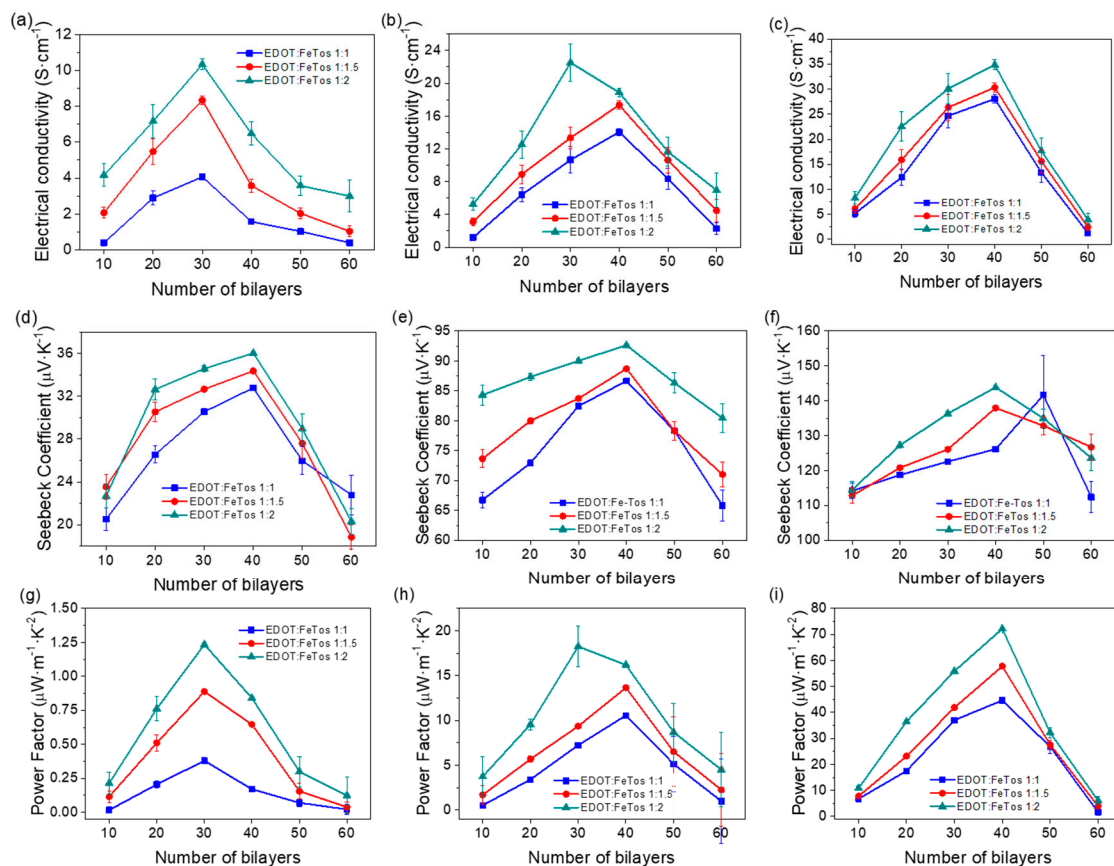 (a)
Electrical conductivity (S·cm⁻¹)
12
10
8
6
4
2
0
EDOT:FeTos 1:1
EDOT:FeTos 1:1.5
EDOT:FeTos 1:2
10 20 30 40 50 60
Number of bilayers
(b)
Electrical conductivity (S·cm⁻¹)
24
20
16
12
8
4
0
EDOT:FeTos 1:1
EDOT:FeTos 1:1.5
EDOT:FeTos 1:2
10 20 30 40 50 60
Number of bilayers
(c)
Electrical conductivity (S·cm⁻¹)
40
35
30
25
20
15
10
5
0
EDOT:FeTos 1:1
EDOT:FeTos 1:1.5
EDOT:FeTos 1:2
10 20 30 40 50 60
Number of bilayers
(d)
Seebeck Coefficient (μV·K⁻¹)
36
32
28
24
20
EDOT:FeTos 1:1
EDOT:FeTos 1:1.5
EDOT:FeTos 1:2
10 20 30 40 50 60
Number of bilayers
(e)
Seebeck Coefficient (μV·K⁻¹)
95
90
85
80
75
70
65
60
EDOT:Fe-Tos 1:1
EDOT:FeTos 1:1.5
EDOT:FeTos 1:2
10 20 30 40 50 60
Number of bilayers
(f)
Seebeck Coefficient (μV·K⁻¹)
160
150
140
130
120
110
100
EDOT:Fe-Tos 1:1
EDOT:FeTos 1:1.5
EDOT:FeTos 1:2
10 20 30 40 50 60
Number of bilayers
(g)
Power Factor (μW·m⁻¹·K⁻²)
1.50
1.25
1.00
0.75
0.50
0.25
0.00
EDOT:FeTos 1:1
EDOT:FeTos 1:1.5
EDOT:FeTos 1:2
10 20 30 40 50 60
Number of bilayers
(h)
Power Factor (μW·m⁻¹·K⁻²)
20
15
10
5
0
EDOT:FeTos 1:1
EDOT:FeTos 1:1.5
EDOT:FeTos 1:2
10 20 30 40 50 60
Number of bilayers
(i)
Power Factor (μW·m⁻¹·K⁻²)
80
70
60
50
40
30
20
10
0
EDOT:FeTos 1:1
EDOT:FeTos 1:1.5
EDOT:FeTos 1:2
10 20 30 40 50 60
Number of bilayers